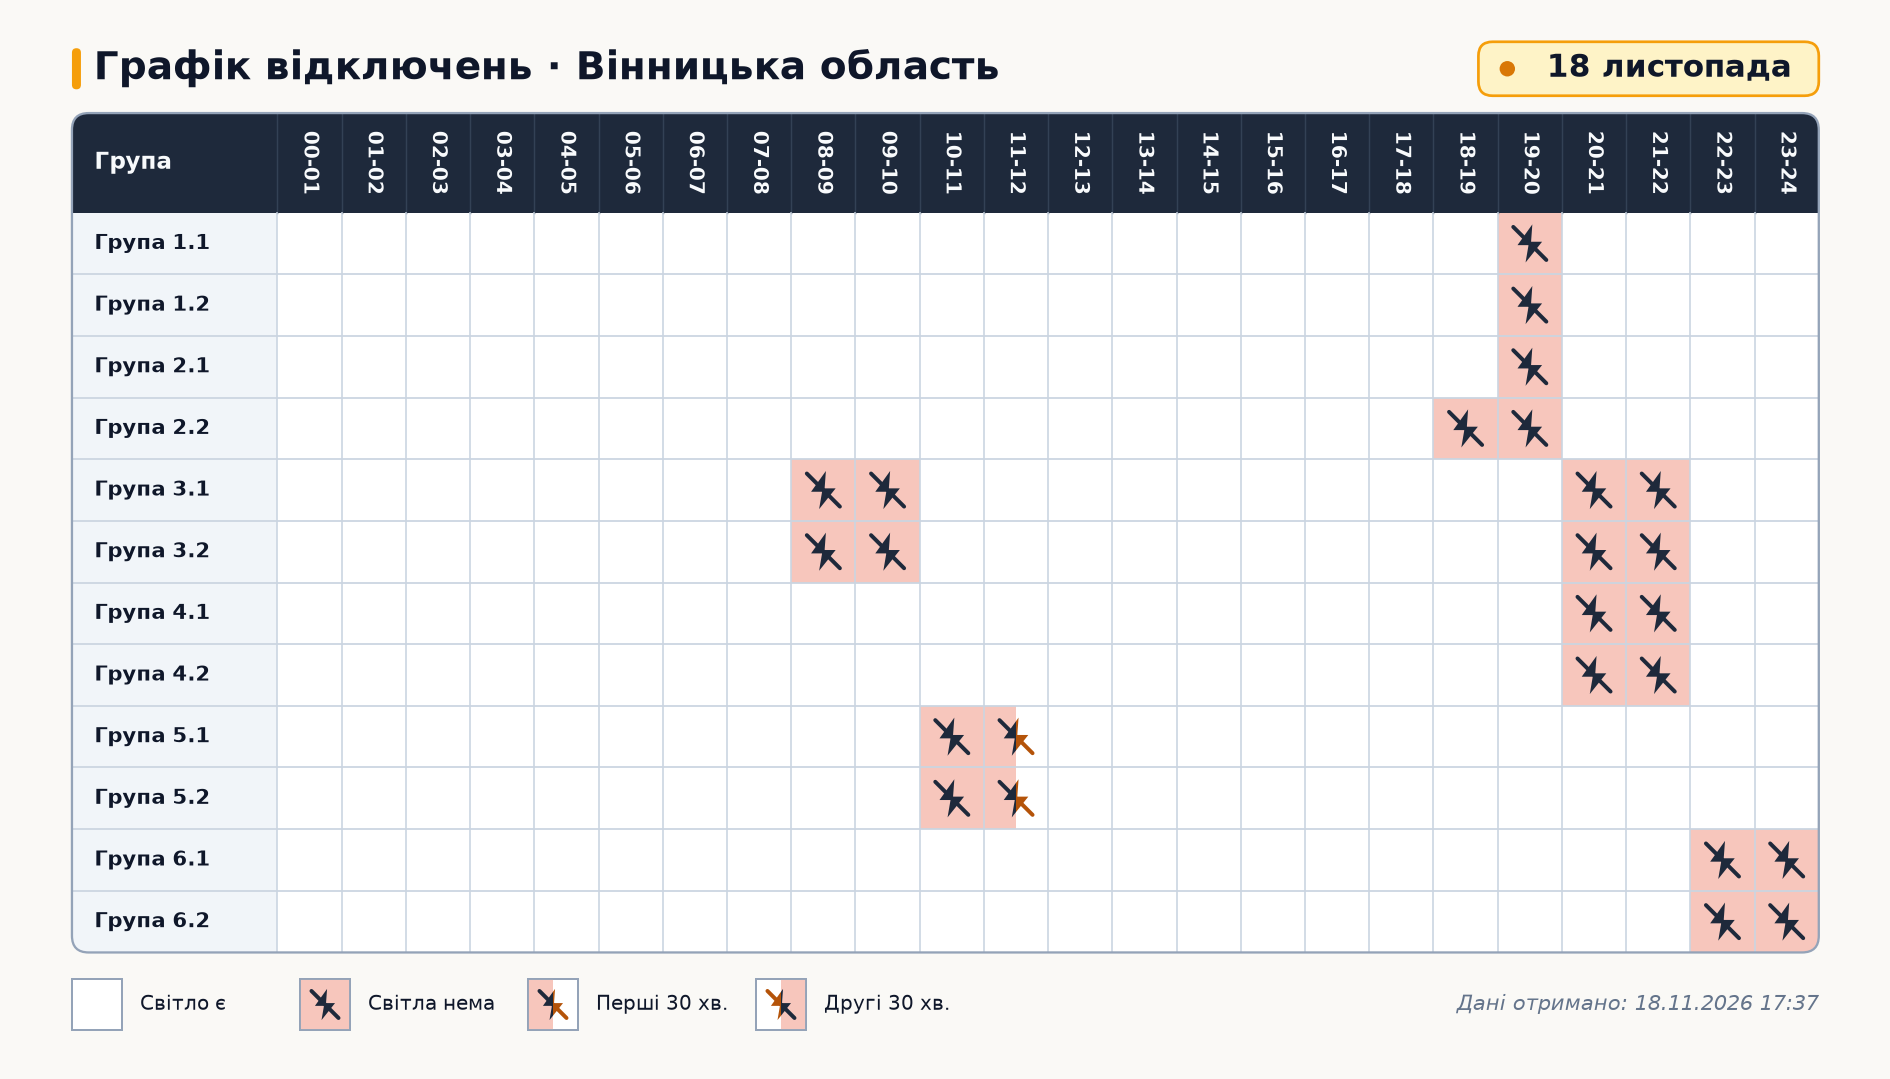 Графік відключень · Вінницька область
18 листопада
Група 00-01 01-02 02-03 03-04 04-05 05-06 06-07 07-08 08-09 09-10 10-11 11-12 12-13 13-14 14-15 15-16 16-17 17-18 18-19 19-20 20-21 21-22 22-23 23-24
Група 1.1
Група 1.2
Група 2.1
Група 2.2
Група 3.1
Група 3.2
Група 4.1
Група 4.2
Група 5.1
Група 5.2
Група 6.1
Група 6.2
Світло є Світла нема Перші 30 хв. Другі 30 хв. Дані отримано: 18.11.2026 17:37